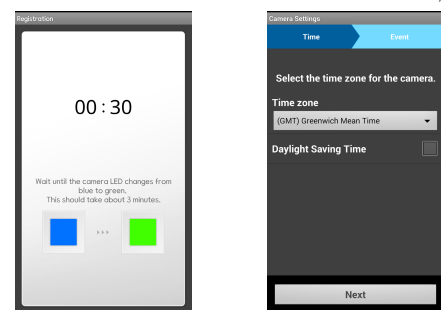 Registration
00 : 30
Wait until the camera LED changes from
blue to green.
This should take about 3 minutes.
Camera Settings
Time
Event
Select the time zone for the camera.
Time zone
(GMT) Greenwich Mean Time
Daylight Saving Time
Next